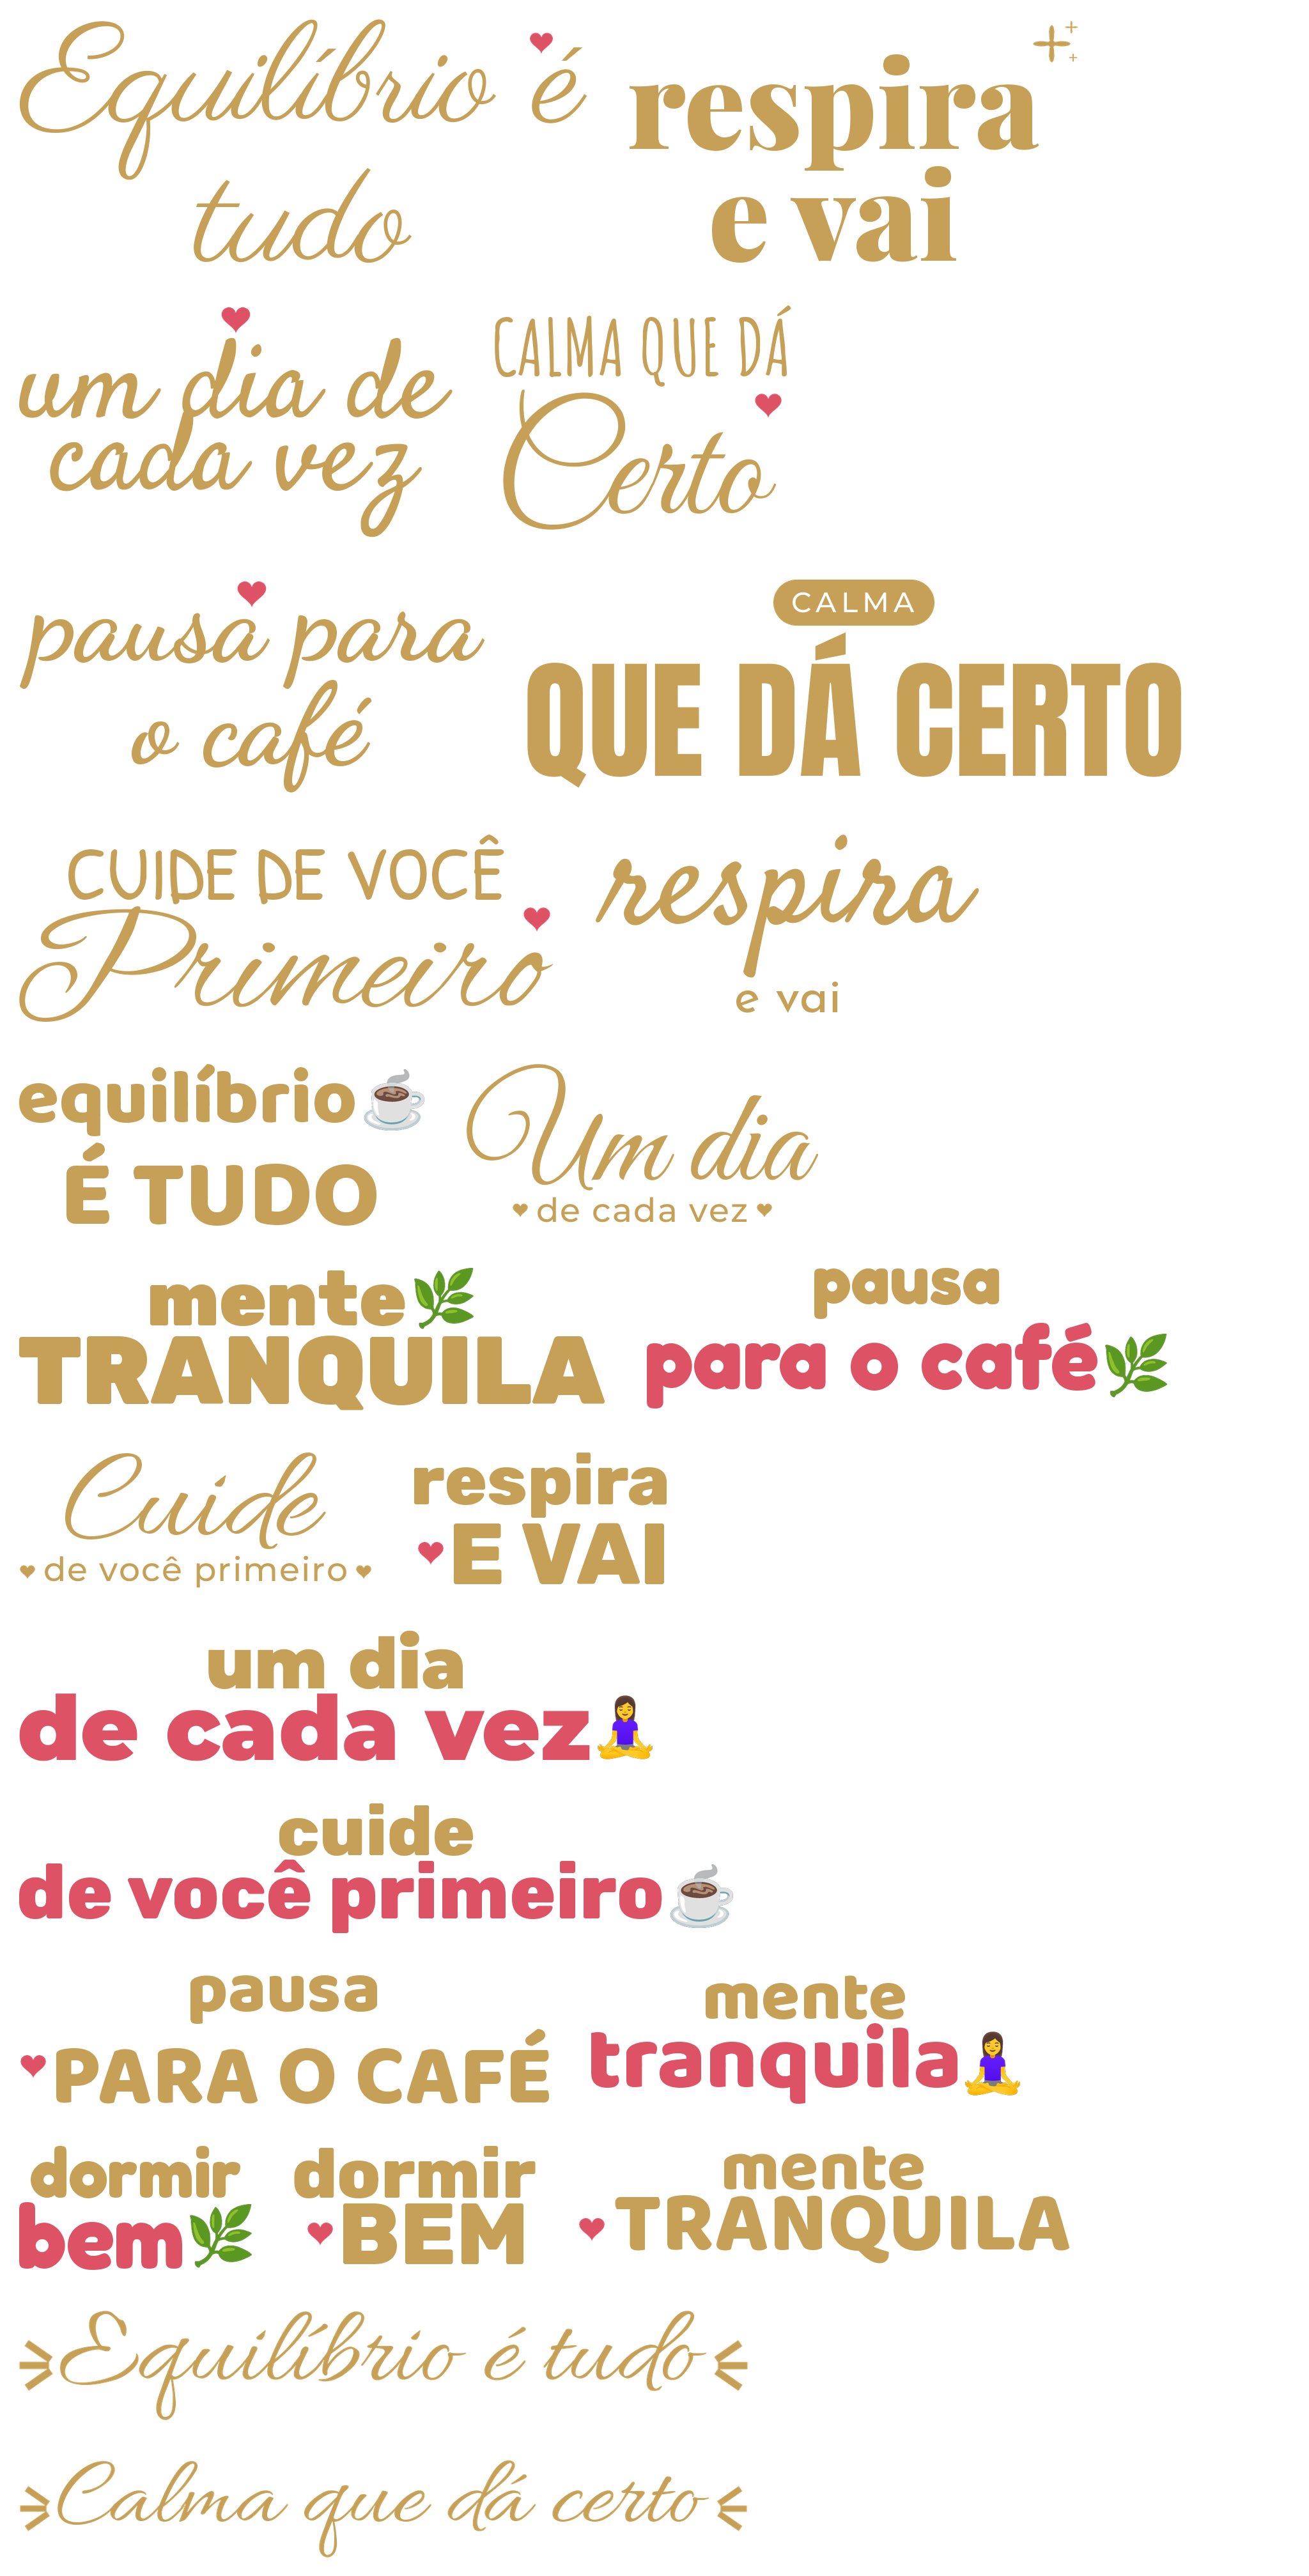 Equilíbrio é
tudo
respira
e vai
um dia de
cada vez
CALMA QUE DÁ
Certo
pausa para
o café
CALMA
QUE DÁ CERTO
CUIDE DE VOCÊ
Primeiro
respira
e vai
equilíbrio
É TUDO
Um dia
de cada vez
mente
TRANQUILA
pausa
para o café
Cuide
de você primeiro
respira
E VAI
um dia
de cada vez
cuide
de você primeiro
pausa
PARA O CAFÉ
mente
tranquila
dormir
bem
dormir
BEM
mente
TRANQUILA
Equilíbrio é tudo
Calma que dá certo